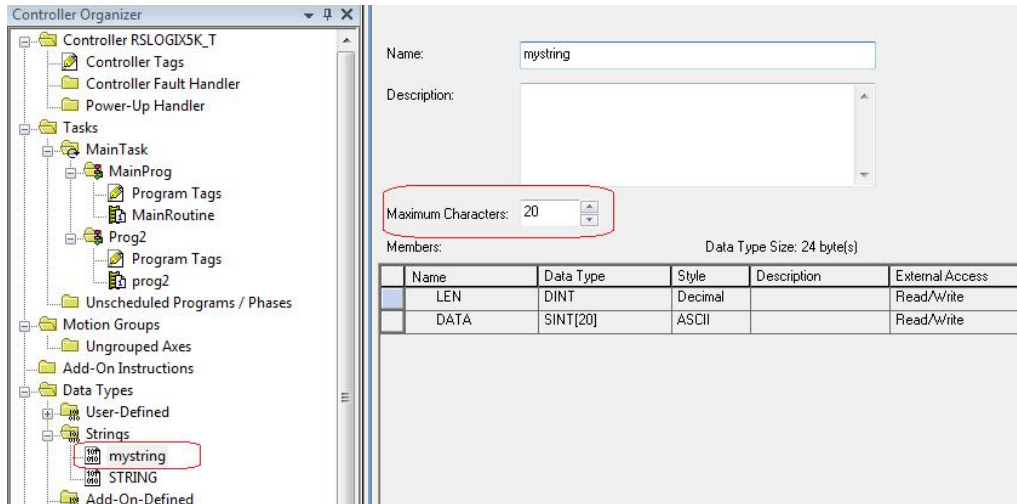 Controller Organizer
Controller RSLOGIX5K_T
Controller Tags
Controller Fault Handler
Power-Up Handler
Tasks
MainTask
MainProg
Program Tags
MainRoutine
Prog2
Program Tags
prog2
Unscheduled Programs / Phases
Motion Groups
Ungrouped Axes
Add-On Instructions
Data Types
User-Defined
Strings
mystring
STRING
Add-On-Defined
Name: mystring
Description:
Maximum Characters: 20
Members: Data Type Size: 24 byte(s)
Name Data Type Style Description External Access
LEN DINT Decimal Read/Write
DATA SINT[20] ASCII Read/Write